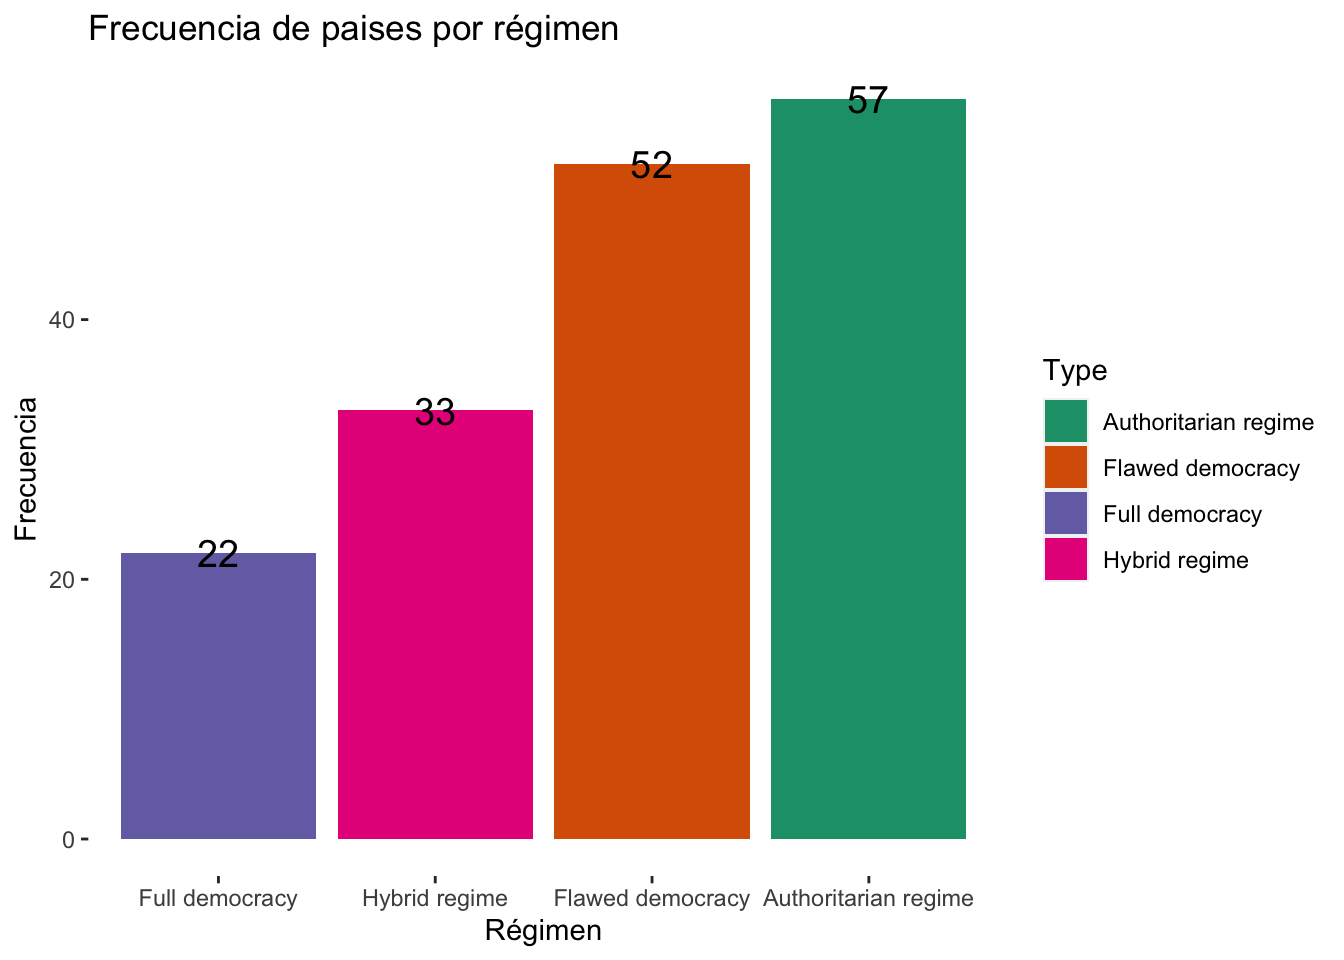 Frecuencia de paises por régimen
57
52
33
22
40
20
0
Frecuencia
Full democracy
Hybrid regime
Flawed democracy
Authoritarian regime
Régimen
Type
Authoritarian regime
Flawed democracy
Full democracy
Hybrid regime